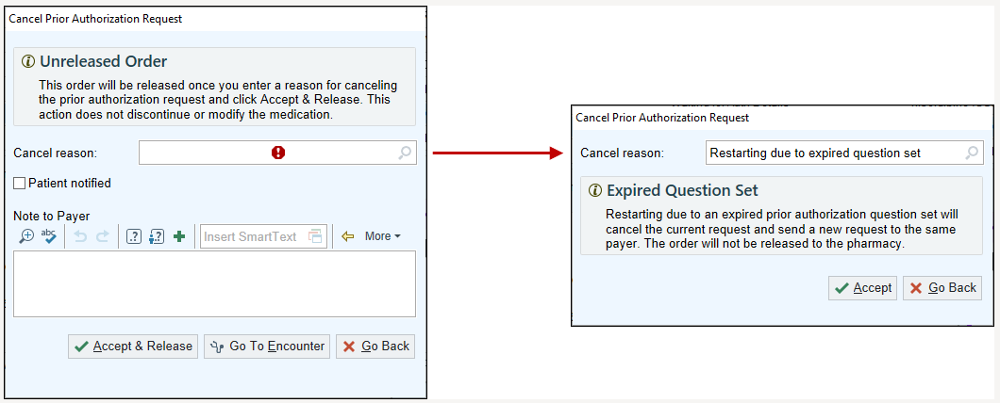 Cancel Prior Authorization Request
Unreleased Order
This order will be released once you enter a reason for canceling
the prior authorization request and click Accept & Release. This
action does not discontinue or modify the medication.
Cancel reason:
Patient notified
Note to Payer
abc
Insert SmartText
More
Accept & Release
Go To Encounter
Go Back
Cancel Prior Authorization Request
Cancel reason:
Restarting due to expired question set
Expired Question Set
Restarting due to an expired prior authorization question set will
cancel the current request and send a new request to the same
payer. The order will not be released to the pharmacy.
Accept
Go Back